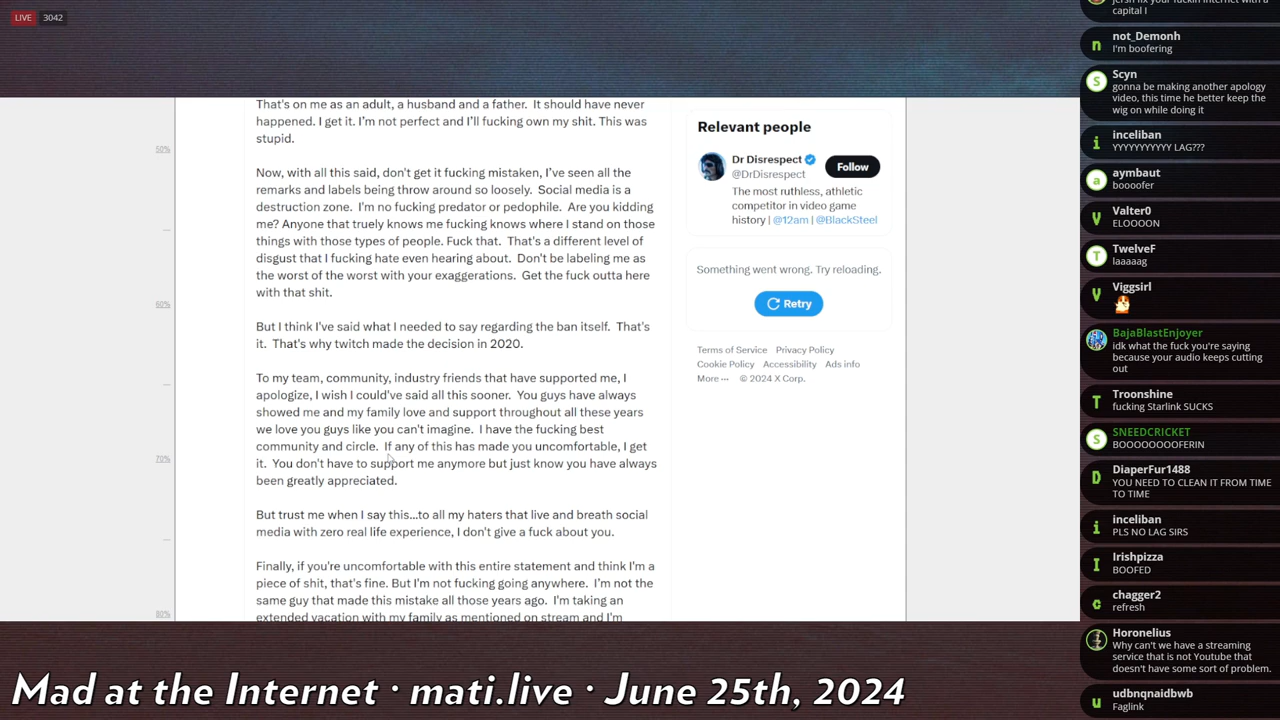 LIVE 3042
That's on me as an adult, a husband and a father.  It should have never
happened. I get it. I'm not perfect and I'll fucking own my shit. This was
stupid.
50%
Now, with all this said, don't get it fucking mistaken, I've seen all the
remarks and labels being throw around so loosely.  Social media is a
destruction zone.  I'm no fucking predator or pedophile.  Are you kidding
me? Anyone that truely knows me fucking knows where I stand on those
things with those types of people. Fuck that.  That's a different level of
disgust that I fucking hate even hearing about.  Don't be labeling me as
the worst of the worst with your exaggerations.  Get the fuck outta here
with that shit.
60%
But I think I've said what I needed to say regarding the ban itself.  That's
it.  That's why twitch made the decision in 2020.
To my team, community, industry friends that have supported me, I
apologize, I wish I could've said all this sooner.  You guys have always
showed me and my family love and support throughout all these years
we love you guys like you can't imagine.  I have the fucking best
community and circle.  If any of this has made you uncomfortable, I get
it.  You don't have to support me anymore but just know you have always
been greatly appreciated.
70%
But trust me when I say this...to all my haters that live and breath social
media with zero real life experience, I don't give a fuck about you.
Finally, if you're uncomfortable with this entire statement and think I'm a
piece of shit, that's fine. But I'm not fucking going anywhere.  I'm not the
same guy that made this mistake all those years ago.  I'm taking an
extended vacation with my family as mentioned on stream and I'm
80%
Relevant people
Dr Disrespect
@DrDisrespect
Follow
The most ruthless, athletic
competitor in video game
history | @12am | @BlackSteel
Something went wrong. Try reloading.
Retry
Terms of Service Privacy Policy
Cookie Policy Accessibility Ads info
More ··· © 2024 X Corp.
Jersh fix your fuckin internet with a
capital I
n not_Demonh
I'm boofering
S Scyn
gonna be making another apology
video, this time he better keep the
wig on while doing it
i inceliban
YYYYYYYYYY LAG???
a aymbaut
boooofer
V Valter0
ELOOOON
T TwelveF
laaaaag
V Viggsirl
BajaBlastEnjoyer
idk what the fuck you're saying
because your audio keeps cutting
out
T Troonshine
fucking Starlink SUCKS
S SNEEDCRICKET
BOOOOOOOOFERIN
D DiaperFur1488
YOU NEED TO CLEAN IT FROM TIME
TO TIME
i inceliban
PLS NO LAG SIRS
I Irishpizza
BOOFED
c chagger2
refresh
Horonelius
Why can't we have a streaming
service that is not Youtube that
doesn't have some sort of problem.
u udbnqnaidbwb
Faglink
Mad at the Internet · mati.live · June 25th, 2024